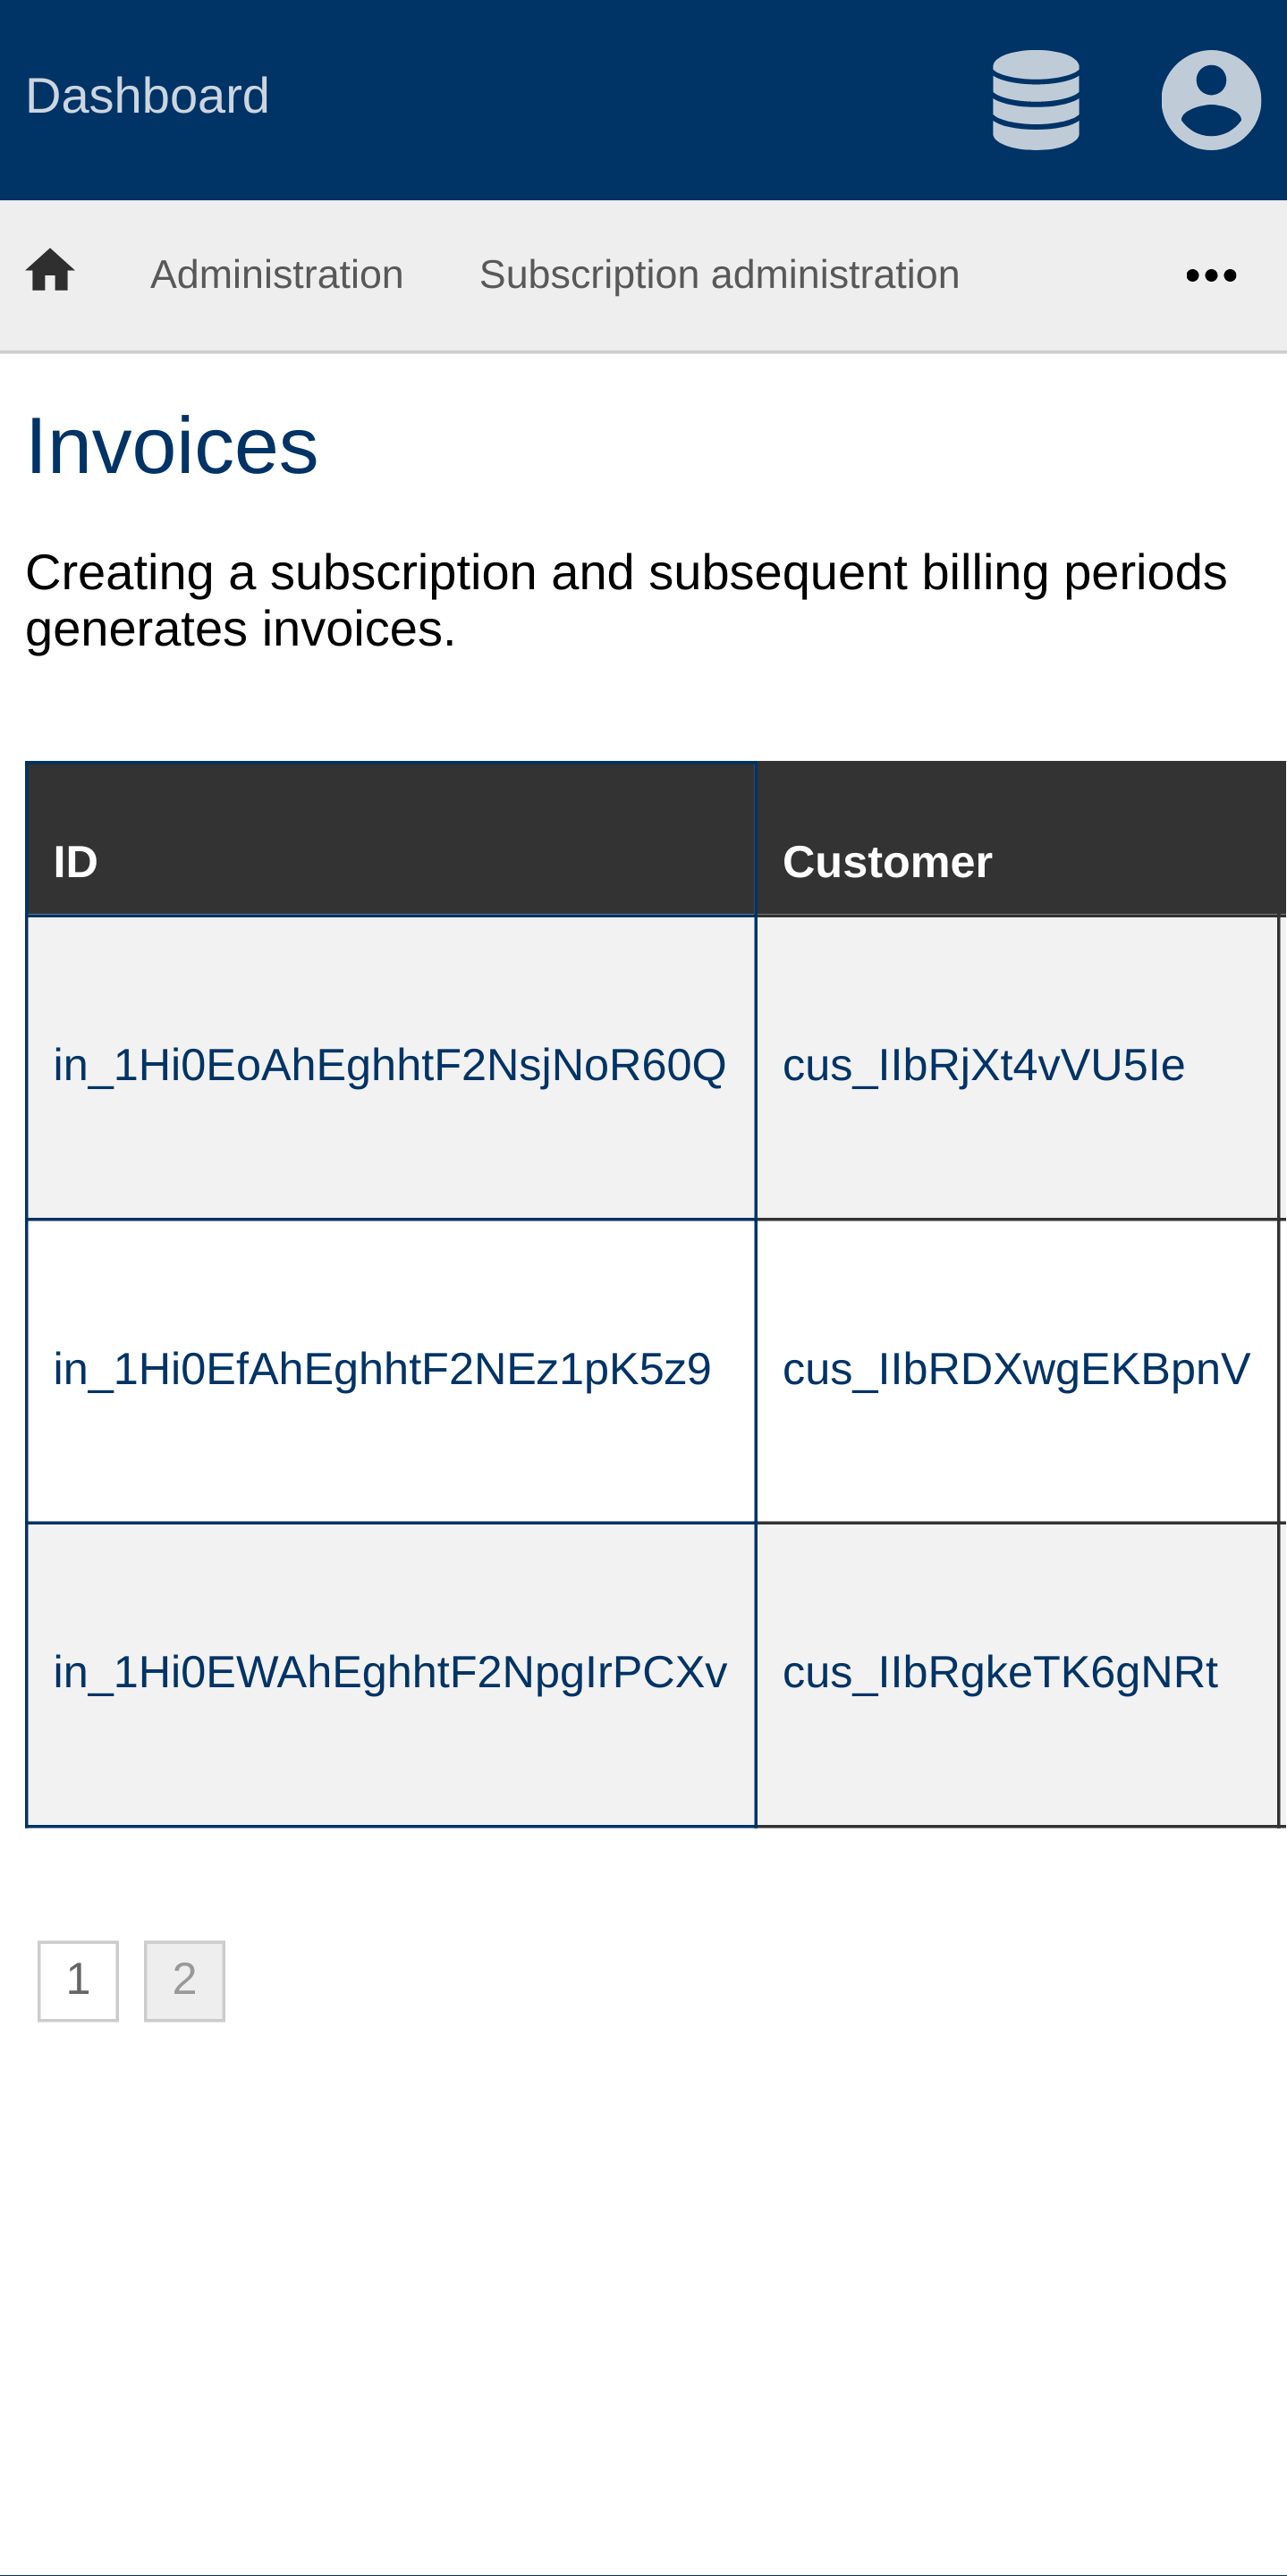 Dashboard
Administration Subscription administration
Invoices
Creating a subscription and subsequent billing periods
generates invoices.
ID Customer
in_1Hi0EoAhEghhtF2NsjNoR60Q cus_IIbRjXt4vVU5Ie
in_1Hi0EfAhEghhtF2NEz1pK5z9 cus_IIbRDXwgEKBpnV
in_1Hi0EWAhEghhtF2NpgIrPCXv cus_IIbRgkeTK6gNRt
1 2